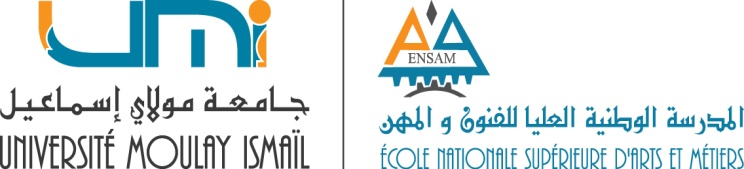 umi
جامعة مولاي إسماعيل
UNIVERSITÉ MOULAY ISMAÏL
ENSAM
المدرسة الوطنية العليا للفنون و المهن
ÉCOLE NATIONALE SUPÉRIEURE D'ARTS ET MÉTIERS